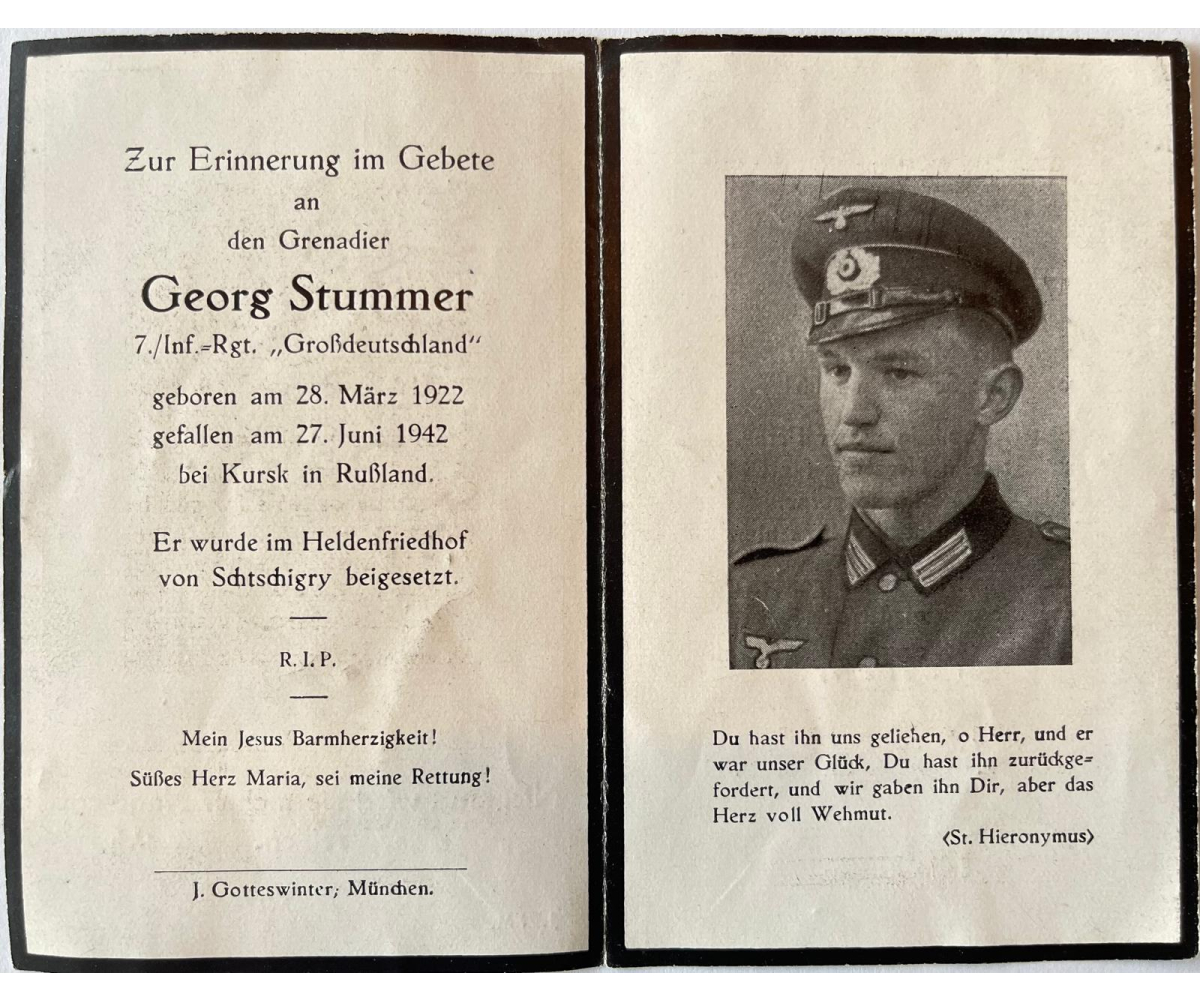 Zur Erinnerung im Gebete
an
den Grenadier
Georg Stummer
7./Inf.=Rgt. „Großdeutschland“
geboren am 28. März 1922
gefallen am 27. Juni 1942
bei Kursk in Rußland.
Er wurde im Heldenfriedhof
von Schtschigry beigesetzt.
R. I. P.
Mein Jesus Barmherzigkeit!
Süßes Herz Maria, sei meine Rettung!
J. Gotteswinter, München.
Du hast ihn uns geliehen, o Herr, und er
war unser Glück, Du hast ihn zurückge=
fordert, und wir gaben ihn Dir, aber das
Herz voll Wehmut.
(St. Hieronymus)